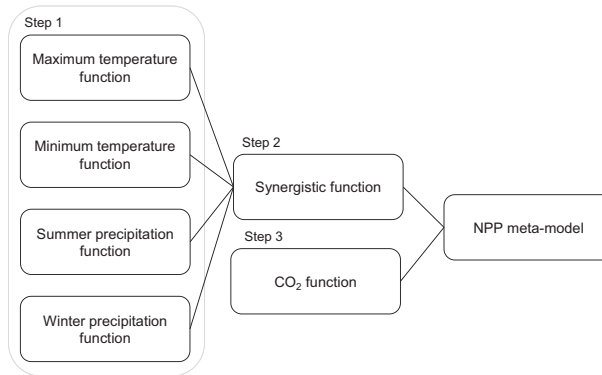 Step 1
Maximum temperature
function
Minimum temperature
function
Summer precipitation
function
Winter precipitation
function
Step 2
Synergistic function
Step 3
CO₂ function
NPP meta-model